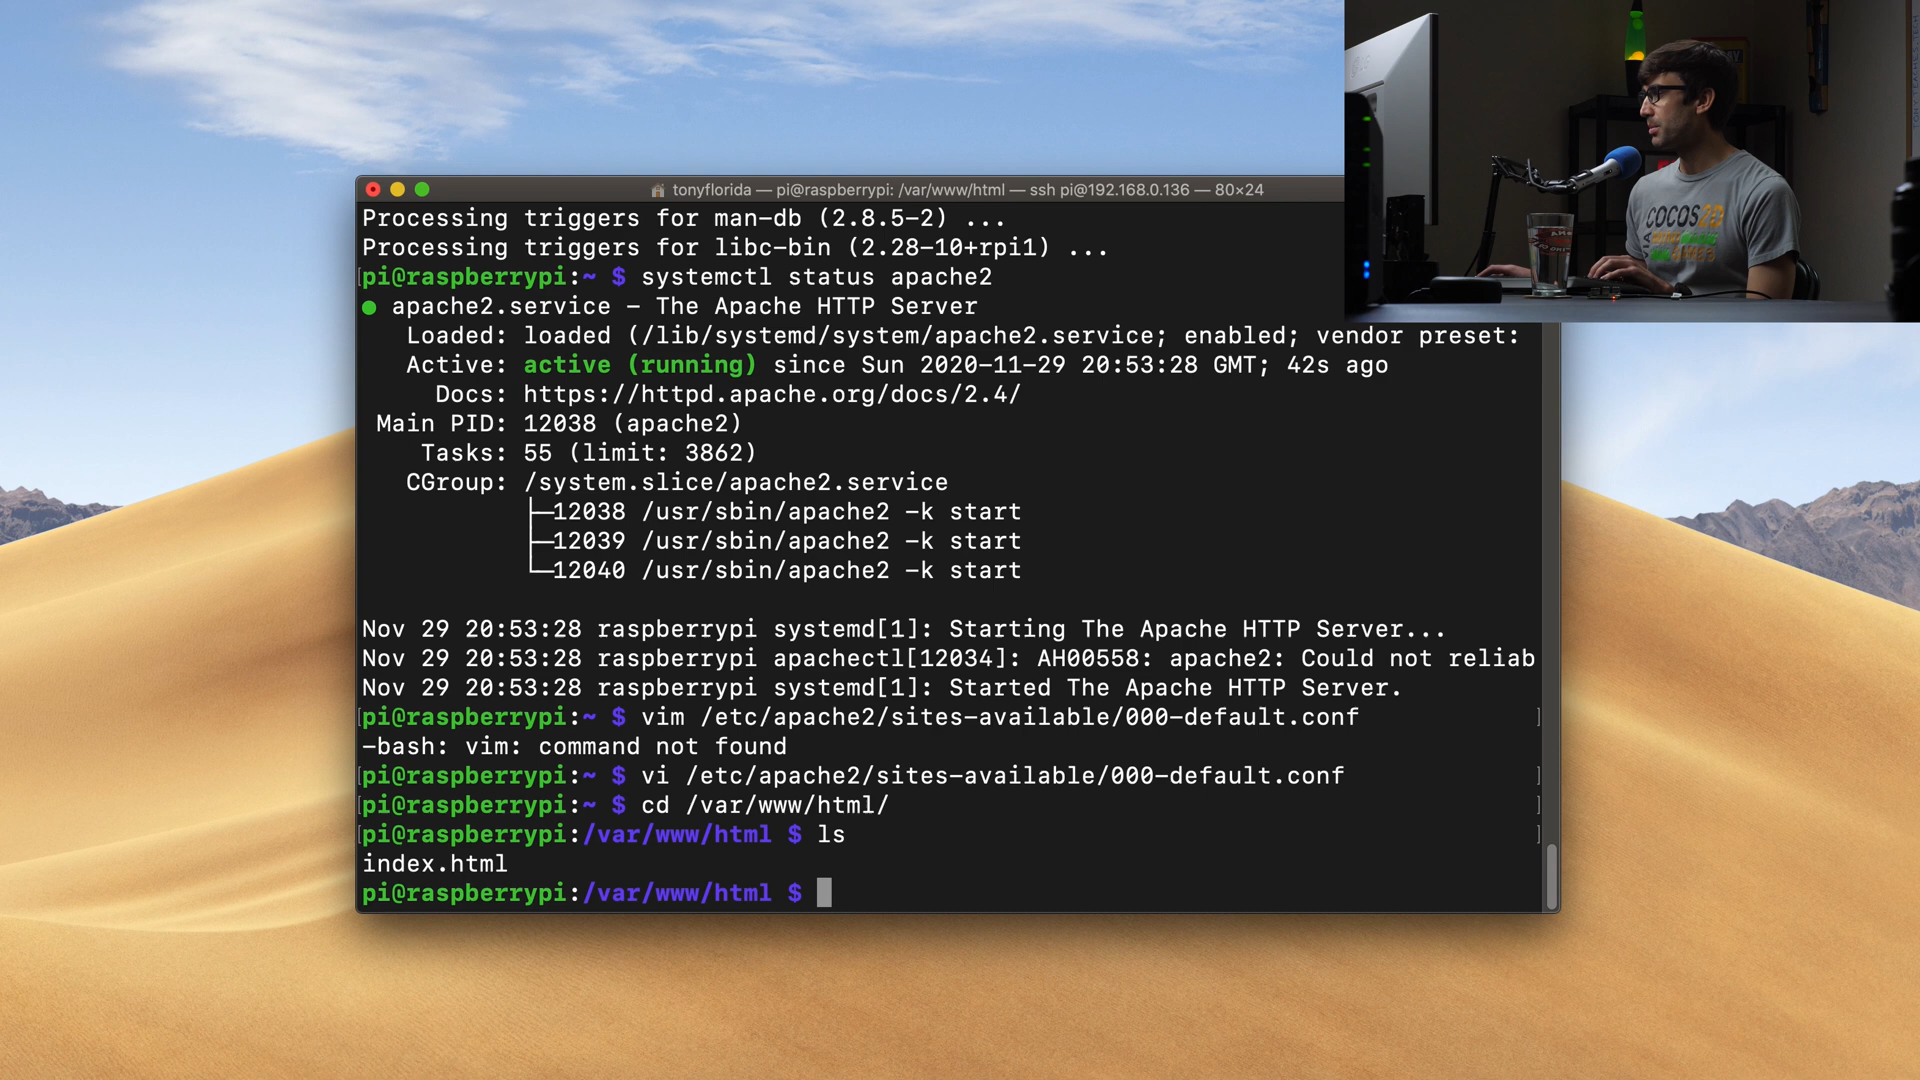 tonyflorida — pi@raspberrypi: /var/www/html — ssh pi@192.168.0.136 — 80×24
Processing triggers for man-db (2.8.5-2) ...
Processing triggers for libc-bin (2.28-10+rpi1) ...
[pi@raspberrypi:~ $ systemctl status apache2
● apache2.service - The Apache HTTP Server
Loaded: loaded (/lib/systemd/system/apache2.service; enabled; vendor preset:
Active: active (running) since Sun 2020-11-29 20:53:28 GMT; 42s ago
Docs: https://httpd.apache.org/docs/2.4/
Main PID: 12038 (apache2)
Tasks: 55 (limit: 3862)
CGroup: /system.slice/apache2.service
├─12038 /usr/sbin/apache2 -k start
├─12039 /usr/sbin/apache2 -k start
└─12040 /usr/sbin/apache2 -k start
Nov 29 20:53:28 raspberrypi systemd[1]: Starting The Apache HTTP Server...
Nov 29 20:53:28 raspberrypi apachectl[12034]: AH00558: apache2: Could not reliab
Nov 29 20:53:28 raspberrypi systemd[1]: Started The Apache HTTP Server.
[pi@raspberrypi:~ $ vim /etc/apache2/sites-available/000-default.conf ]
-bash: vim: command not found
[pi@raspberrypi:~ $ vi /etc/apache2/sites-available/000-default.conf ]
[pi@raspberrypi:~ $ cd /var/www/html/ ]
[pi@raspberrypi:/var/www/html $ ls ]
index.html
pi@raspberrypi:/var/www/html $
COCOS2D